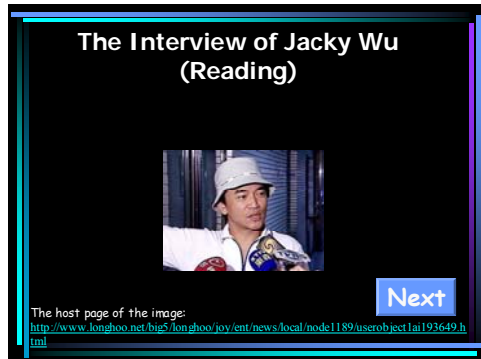 The Interview of Jacky Wu
(Reading)
Next
The host page of the image:
http://www.longhoo.net/big5/longhoo/joy/ent/news/local/node1189/userobject1ai193649.h
tml